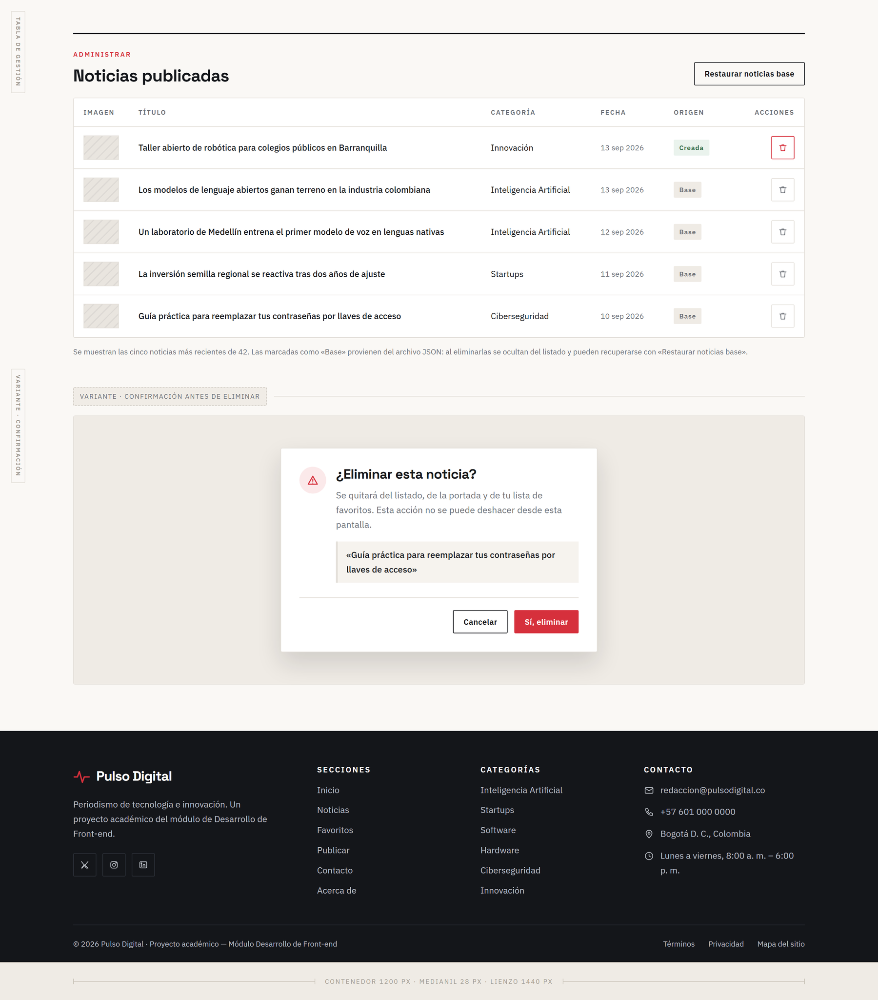 TABLA DE GESTIÓN
ADMINISTRAR
Noticias publicadas
Restaurar noticias base
IMAGEN TÍTULO CATEGORÍA FECHA ORIGEN ACCIONES
Taller abierto de robótica para colegios públicos en Barranquilla Innovación 13 sep 2026 Creada
Los modelos de lenguaje abiertos ganan terreno en la industria colombiana Inteligencia Artificial 13 sep 2026 Base
Un laboratorio de Medellín entrena el primer modelo de voz en lenguas nativas Inteligencia Artificial 12 sep 2026 Base
La inversión semilla regional se reactiva tras dos años de ajuste Startups 11 sep 2026 Base
Guía práctica para reemplazar tus contraseñas por llaves de acceso Ciberseguridad 10 sep 2026 Base
Se muestran las cinco noticias más recientes de 42. Las marcadas como «Base» provienen del archivo JSON: al eliminarlas se ocultan del listado y pueden recuperarse con «Restaurar noticias base».
VARIANTE · CONFIRMACIÓN
VARIANTE · CONFIRMACIÓN ANTES DE ELIMINAR
¿Eliminar esta noticia?
Se quitará del listado, de la portada y de tu lista de
favoritos. Esta acción no se puede deshacer desde esta
pantalla.
«Guía práctica para reemplazar tus contraseñas por
llaves de acceso»
Cancelar
Sí, eliminar
Pulso Digital
Periodismo de tecnología e innovación. Un
proyecto académico del módulo de Desarrollo de
Front-end.
SECCIONES
Inicio
Noticias
Favoritos
Publicar
Contacto
Acerca de
CATEGORÍAS
Inteligencia Artificial
Startups
Software
Hardware
Ciberseguridad
Innovación
CONTACTO
redaccion@pulsodigital.co
+57 601 000 0000
Bogotá D. C., Colombia
Lunes a viernes, 8:00 a. m. – 6:00
p. m.
© 2026 Pulso Digital · Proyecto académico — Módulo Desarrollo de Front-end
Términos Privacidad Mapa del sitio
CONTENEDOR 1200 PX · MEDIANIL 28 PX · LIENZO 1440 PX